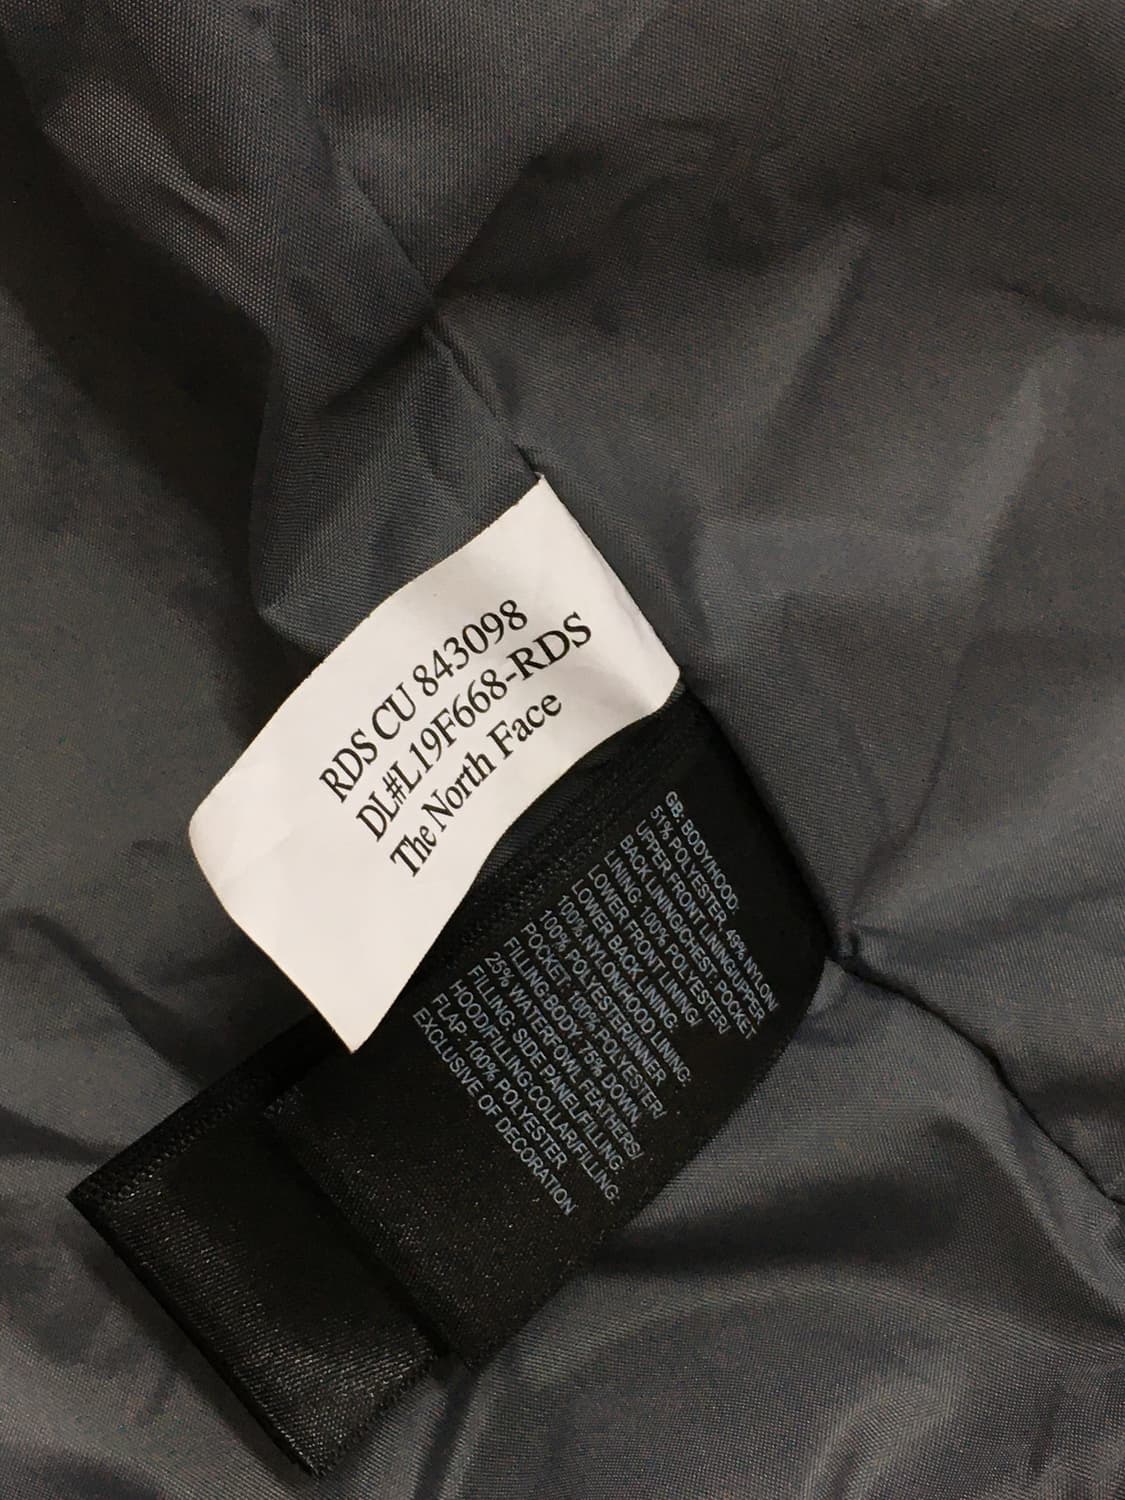 RDS CU 843098
DL#L19F668-RDS
The North Face
GB: BODY/HOOD:
51% POLYESTER, 49% NYLON/
UPPER FRONT LINING/UPPER
BACK LINING/CHEST POCKET
LINING: 100% POLYESTER/
LOWER FRONT LINING/
LOWER BACK LINING:
100% NYLON/HOOD LINING:
100% POLYESTER/INNER
POCKET: 100% POLYESTER/
FILLING:BODY: 75% DOWN,
25% WATERFOWL FEATHERS/
FILLING: SIDE PANEL/FILLING:
HOOD/FILLING:COLLAR/FILLING:
FLAP: 100% POLYESTER
EXCLUSIVE OF DECORATION